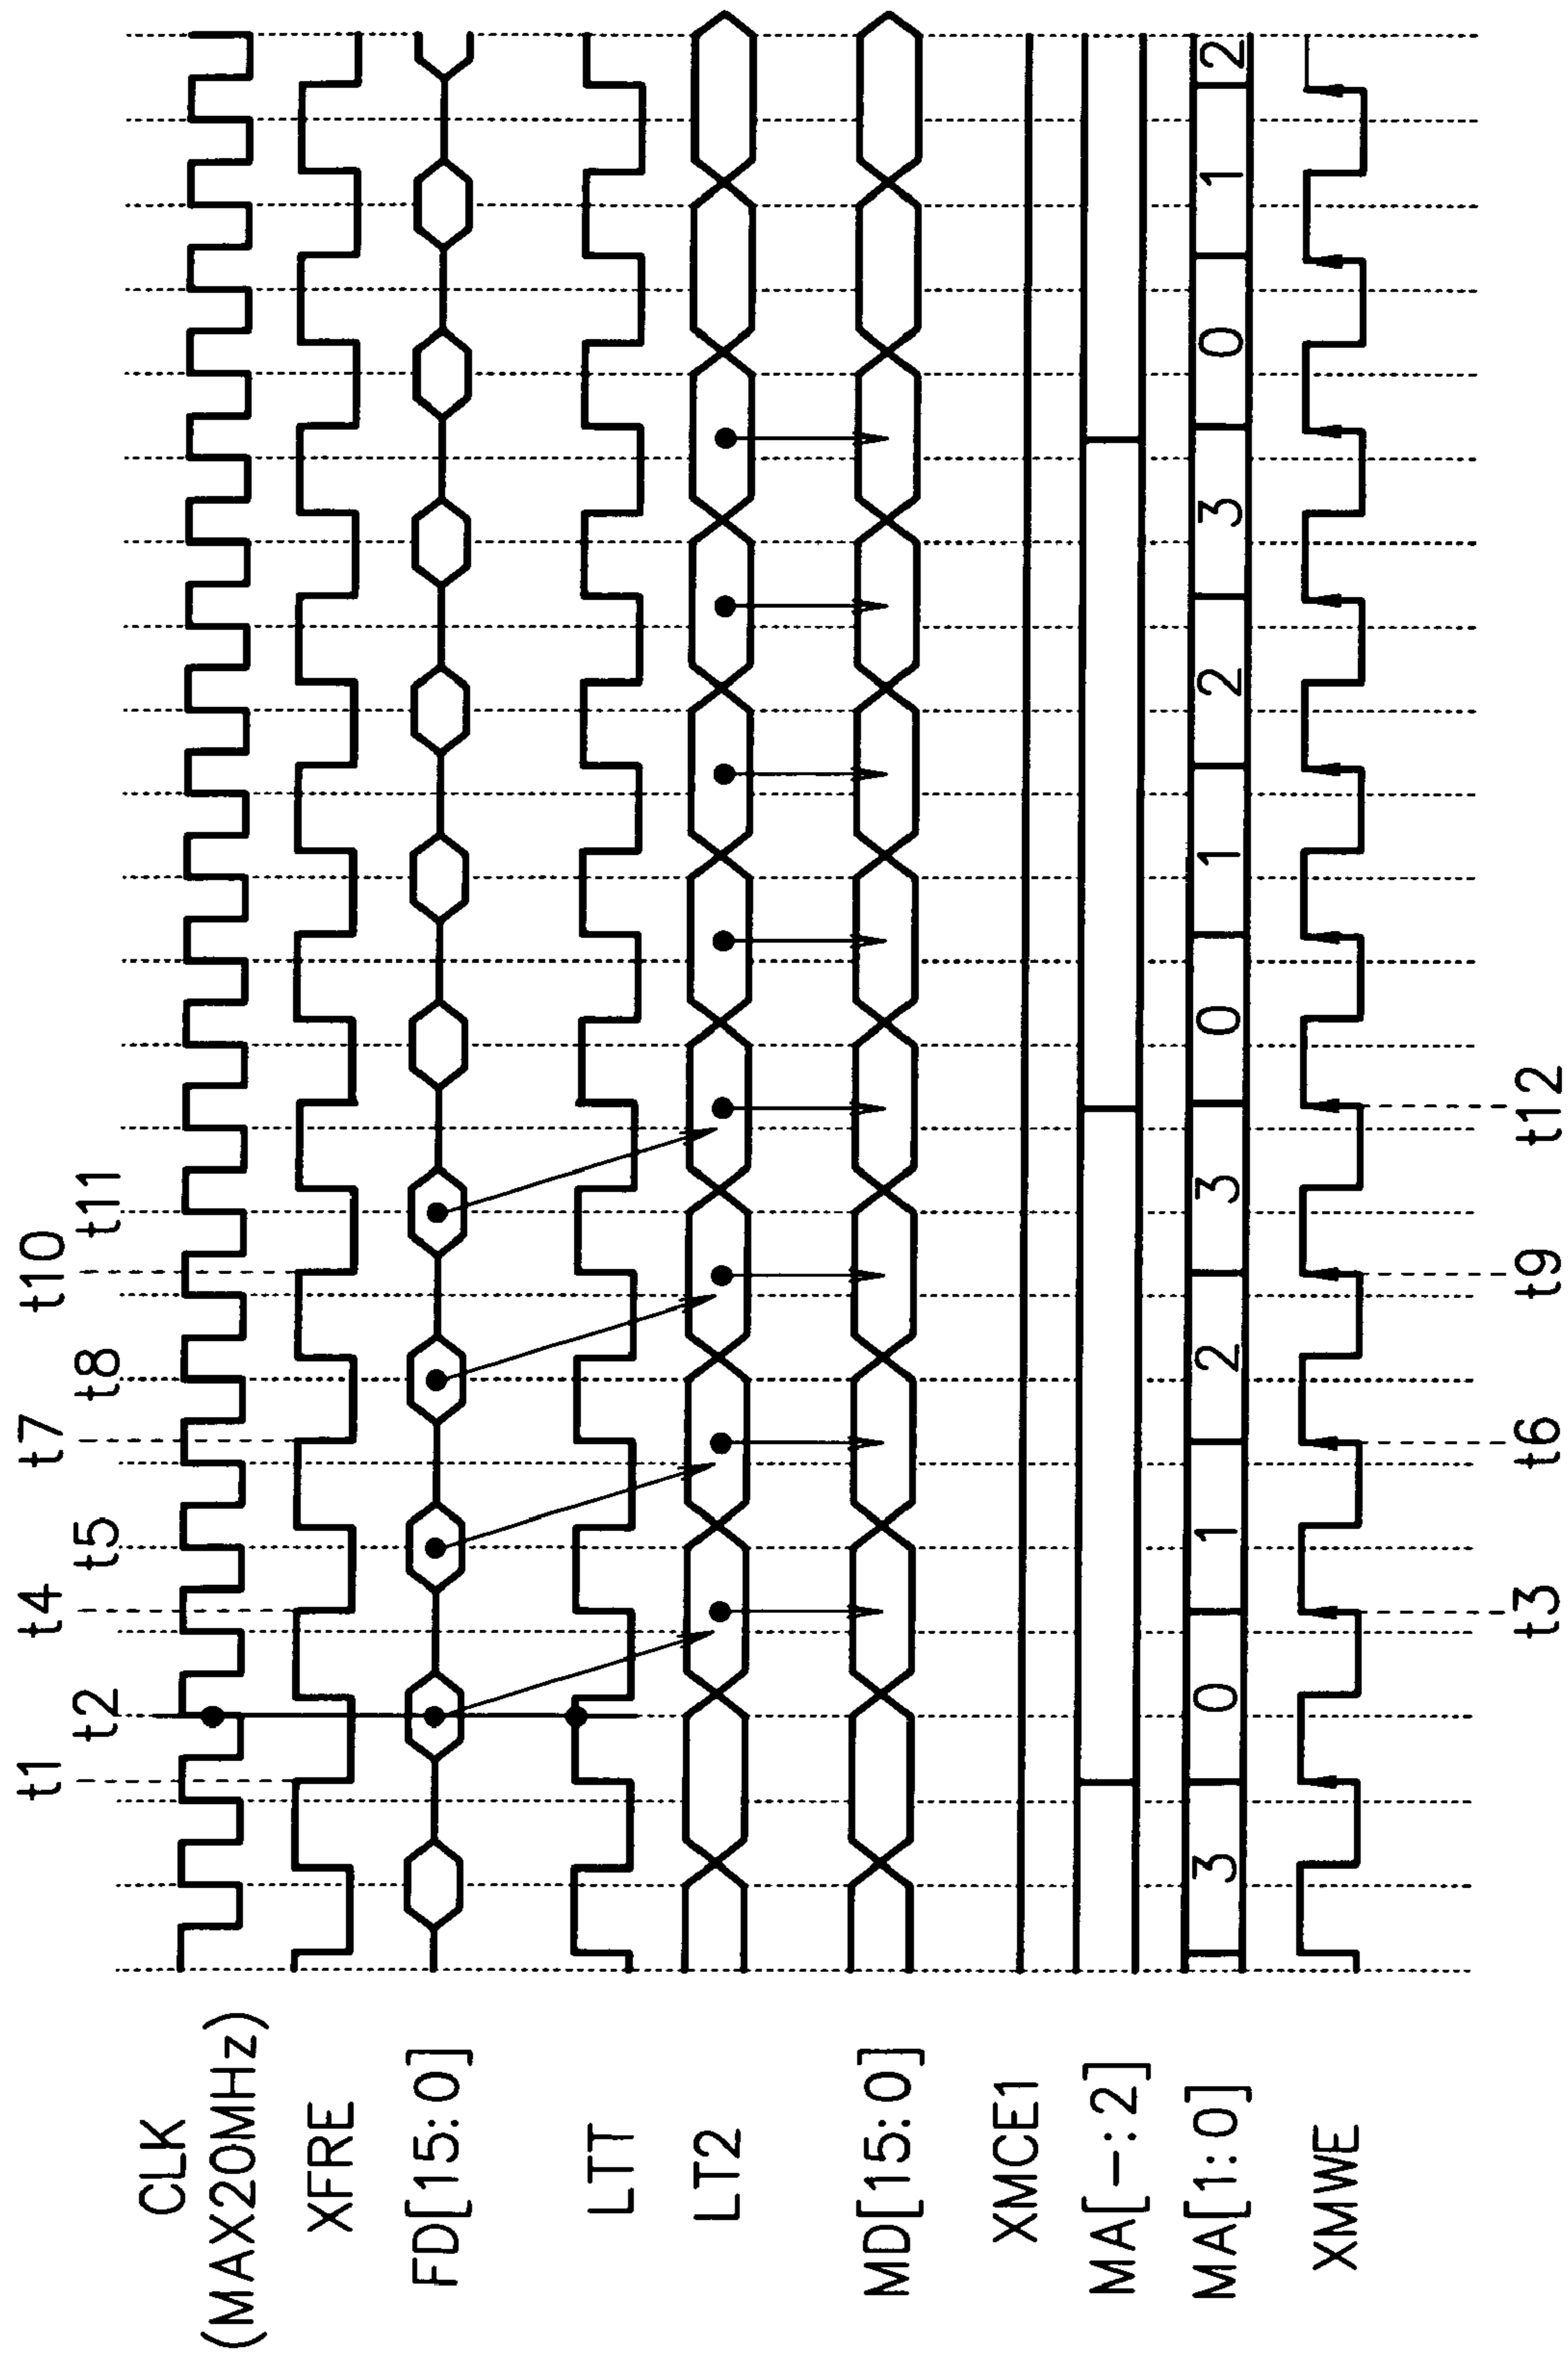 t1 t4 t7 t10
t2 t5 t8 t11
CLK
(MAX20MHz)
XFRE
FD[15:0]
LTT
LT2
MD[15:0]
XMCE1
MA[-:2]
MA[1:0] 3 0 1 2 3 0 1 2 3 0 1 2
XMWE
t3 t6 t9 t12